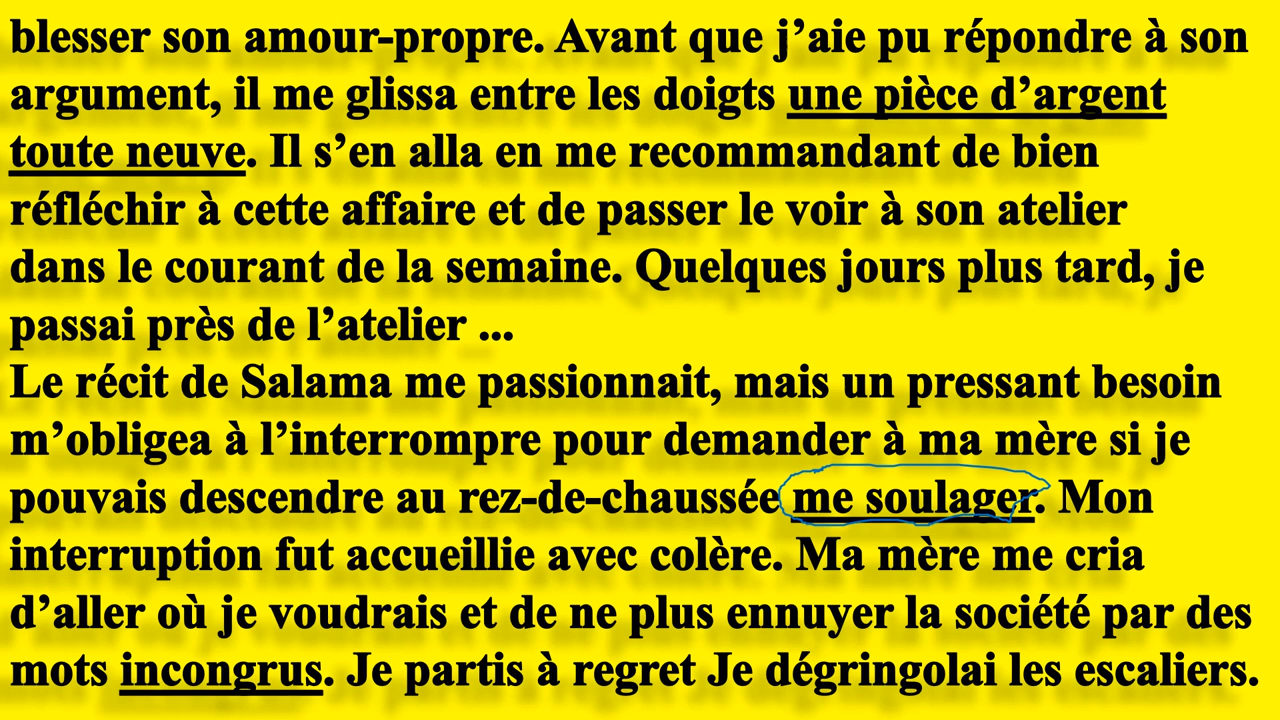 blesser son amour-propre. Avant que j’aie pu répondre à son
argument, il me glissa entre les doigts une pièce d’argent
toute neuve. Il s’en alla en me recommandant de bien
réfléchir à cette affaire et de passer le voir à son atelier
dans le courant de la semaine. Quelques jours plus tard, je
passai près de l’atelier ...
Le récit de Salama me passionnait, mais un pressant besoin
m’obligea à l’interrompre pour demander à ma mère si je
pouvais descendre au rez-de-chaussée me soulager. Mon
interruption fut accueillie avec colère. Ma mère me cria
d’aller où je voudrais et de ne plus ennuyer la société par des
mots incongrus. Je partis à regret Je dégringolai les escaliers.